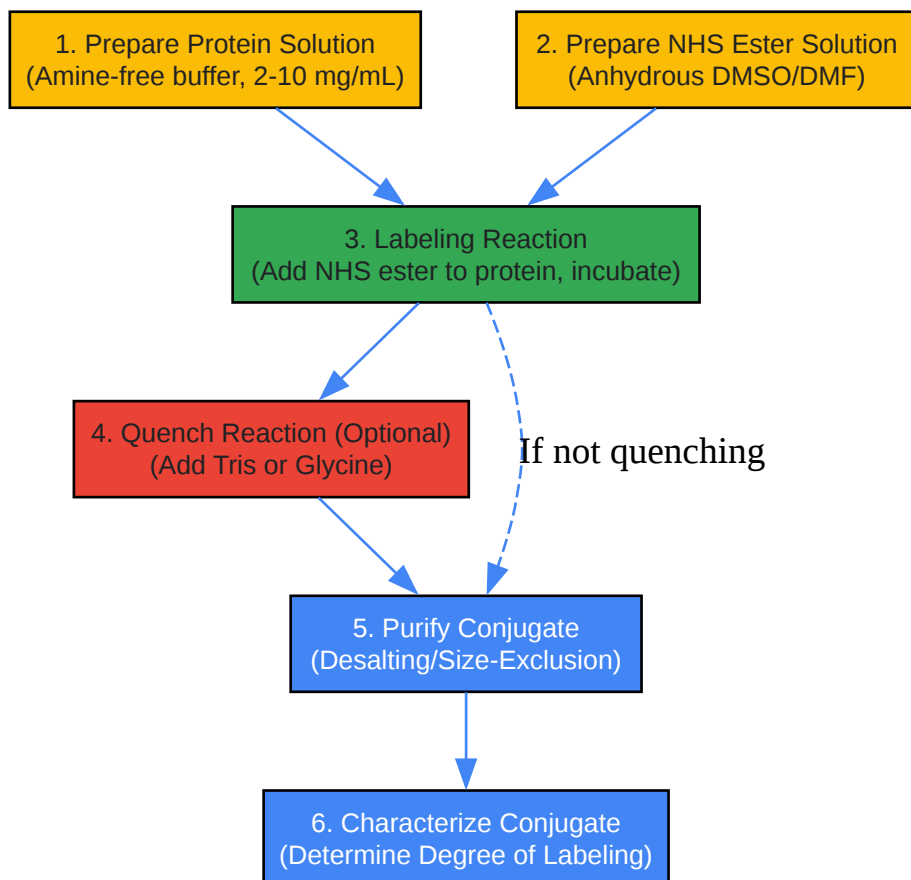 1. Prepare Protein Solution
(Amine-free buffer, 2-10 mg/mL)
2. Prepare NHS Ester Solution
(Anhydrous DMSO/DMF)
3. Labeling Reaction
(Add NHS ester to protein, incubate)
4. Quench Reaction (Optional)
(Add Tris or Glycine)
If not quenching
5. Purify Conjugate
(Desalting/Size-Exclusion)
6. Characterize Conjugate
(Determine Degree of Labeling)